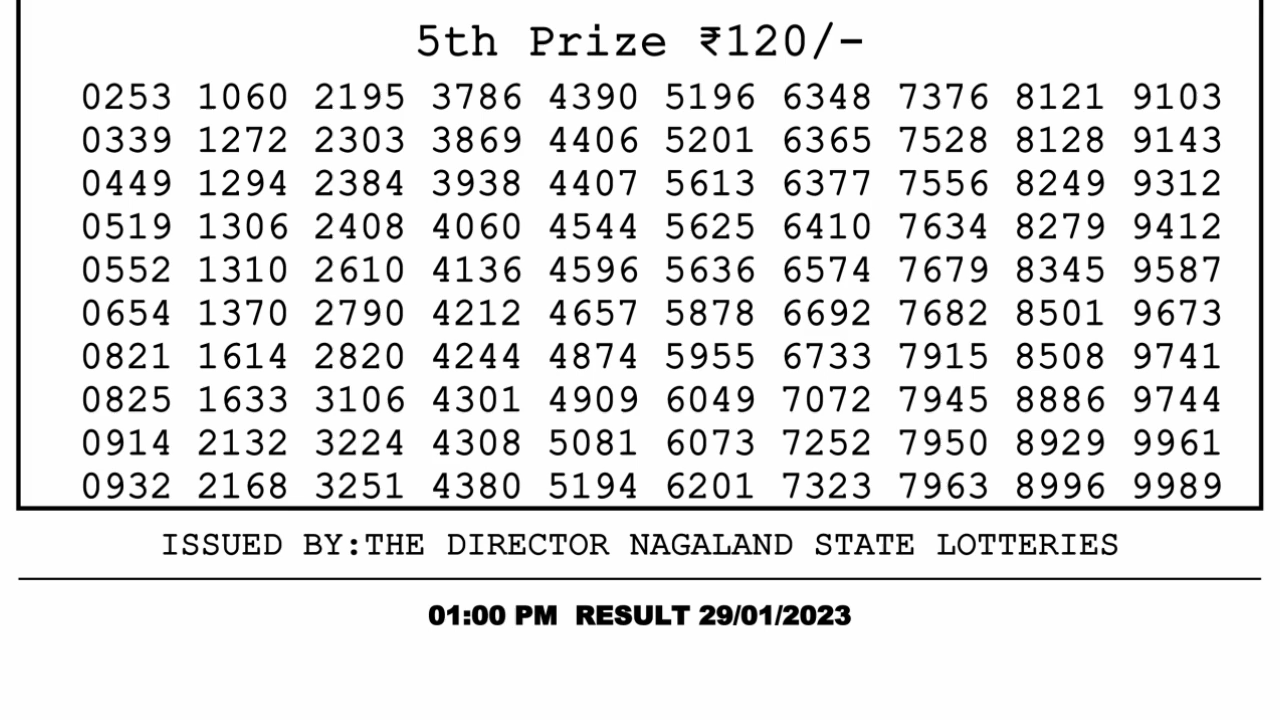 5th Prize ₹120/-
0253 1060 2195 3786 4390 5196 6348 7376 8121 9103
0339 1272 2303 3869 4406 5201 6365 7528 8128 9143
0449 1294 2384 3938 4407 5613 6377 7556 8249 9312
0519 1306 2408 4060 4544 5625 6410 7634 8279 9412
0552 1310 2610 4136 4596 5636 6574 7679 8345 9587
0654 1370 2790 4212 4657 5878 6692 7682 8501 9673
0821 1614 2820 4244 4874 5955 6733 7915 8508 9741
0825 1633 3106 4301 4909 6049 7072 7945 8886 9744
0914 2132 3224 4308 5081 6073 7252 7950 8929 9961
0932 2168 3251 4380 5194 6201 7323 7963 8996 9989
ISSUED BY:THE DIRECTOR NAGALAND STATE LOTTERIES
01:00 PM RESULT 29/01/2023